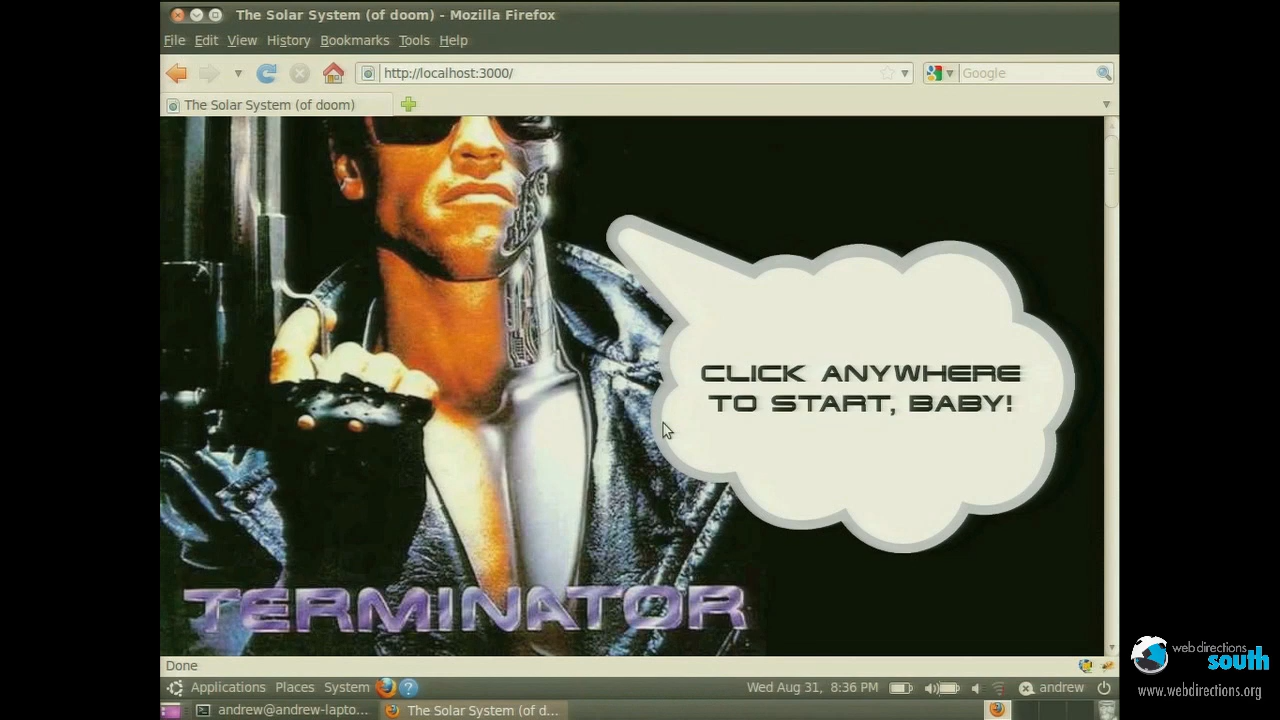 The Solar System (of doom) - Mozilla Firefox
File Edit View History Bookmarks Tools Help
http://localhost:3000/
Google
The Solar System (of doom)
CLICK ANYWHERE
TO START, BABY!
TERMINATOR
Done
Applications Places System
Wed Aug 31, 8:36 PM
andrew
andrew@andrew-lapto...
The Solar System (of d...
web directions
south
www.webdirections.org